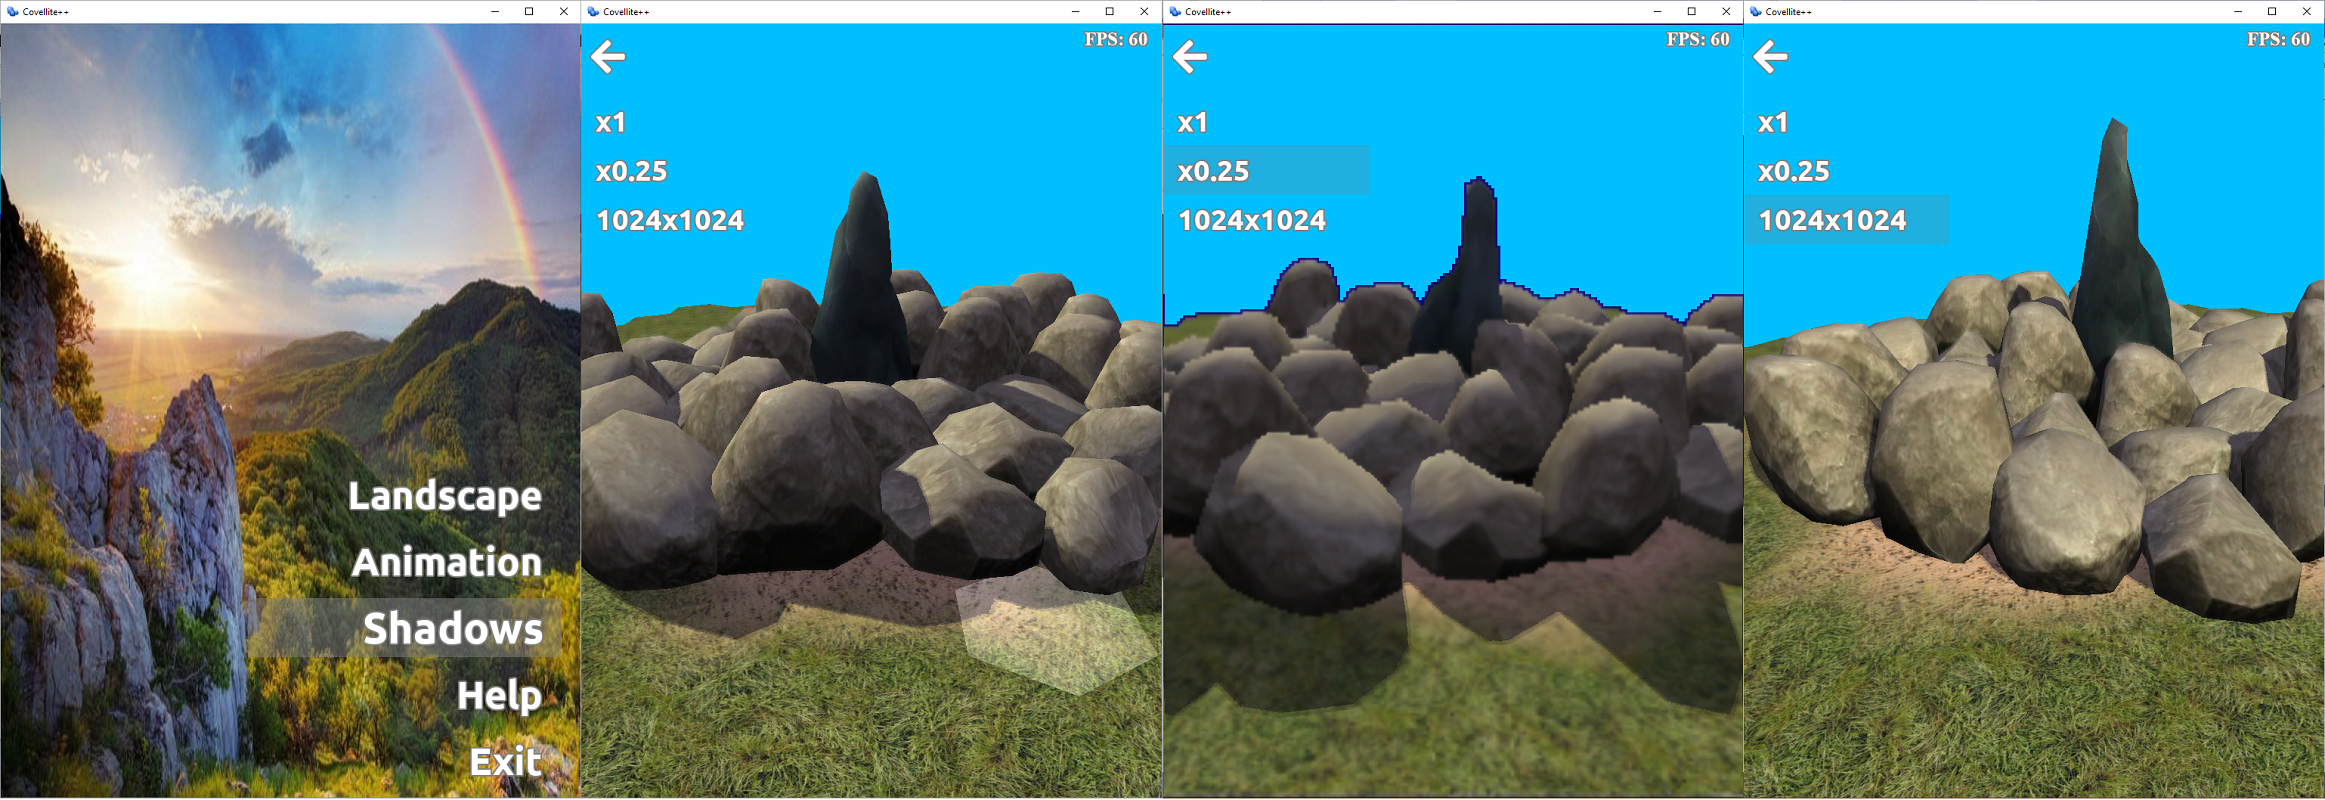 Covellite++
Landscape
Animation
Shadows
Help
Exit
Covellite++
FPS: 60
x1
x0.25
1024x1024
Covellite++
FPS: 60
x1
x0.25
1024x1024
Covellite++
FPS: 60
x1
x0.25
1024x1024